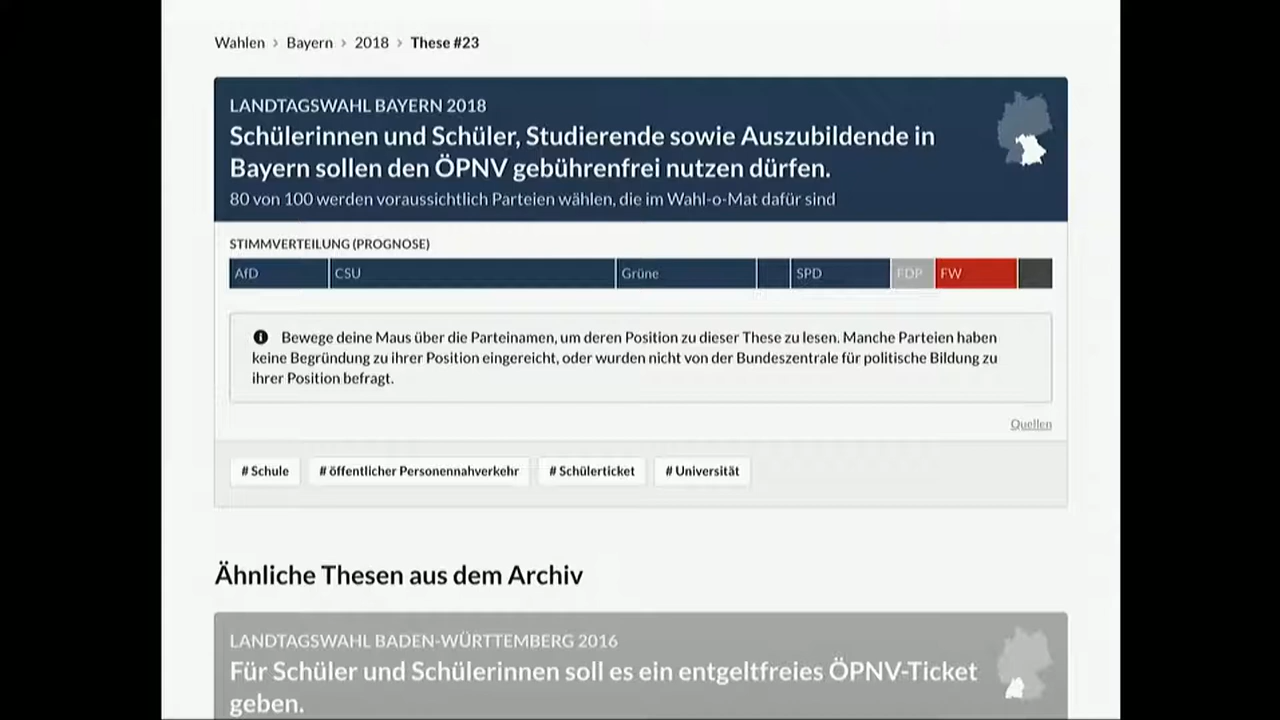 Wahlen > Bayern > 2018 > These #23
LANDTAGSWAHL BAYERN 2018
Schülerinnen und Schüler, Studierende sowie Auszubildende in
Bayern sollen den ÖPNV gebührenfrei nutzen dürfen.
80 von 100 werden voraussichtlich Parteien wählen, die im Wahl-o-Mat dafür sind
STIMMVERTEILUNG (PROGNOSE)
AfD CSU Grüne SPD FDP FW
Bewege deine Maus über die Parteinamen, um deren Position zu dieser These zu lesen. Manche Parteien haben
keine Begründung zu ihrer Position eingereicht, oder wurden nicht von der Bundeszentrale für politische Bildung zu
ihrer Position befragt.
Quellen
# Schule # öffentlicher Personennahverkehr # Schülerticket # Universität
Ähnliche Thesen aus dem Archiv
LANDTAGSWAHL BADEN-WÜRTTEMBERG 2016
Für Schüler und Schülerinnen soll es ein entgeltfreies ÖPNV-Ticket
geben.